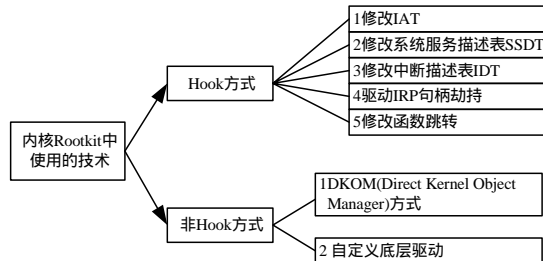 内核Rootkit中
使用的技术
Hook方式
1修改IAT
2修改系统服务描述表SSDT
3修改中断描述表IDT
4驱动IRP句柄劫持
5修改函数跳转
非Hook方式
1DKOM(Direct Kernel Object
Manager)方式
2 自定义底层驱动